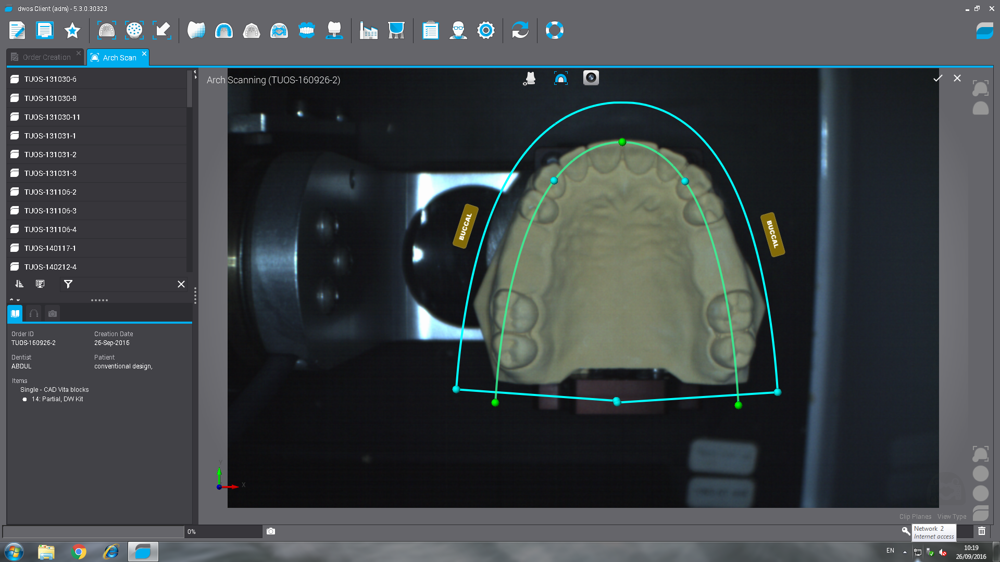 dwos Client (adm) - 5.3.0.30323
Order Creation
Arch Scan
TUOS-131030-6
TUOS-131030-8
TUOS-131030-11
TUOS-131031-1
TUOS-131031-2
TUOS-131031-3
TUOS-131106-2
TUOS-131106-3
TUOS-131106-4
TUOS-140117-1
TUOS-140212-4
Order ID
Creation Date
TUOS-160926-2
26-Sep-2016
Dentist
Patient
ABDUL
conventional design,
Items
Single - CAD Vita blocks
14: Partial, DW Kit
Arch Scanning (TUOS-160926-2)
BUCCAL
BUCCAL
Y
X
Clip Planes
View Type
0%
Network 2
Internet access
EN
10:19
26/09/2016